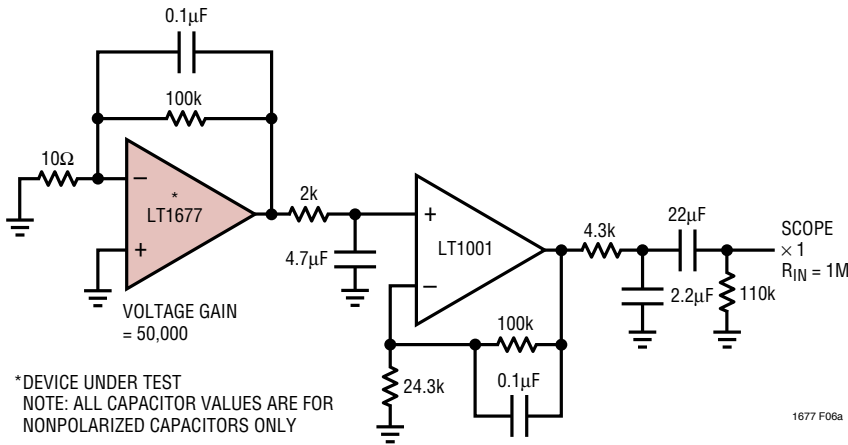 0.1µF
100k
10Ω
–
*
LT1677
+
2k
4.7µF
VOLTAGE GAIN
= 50,000
+
LT1001
–
4.3k
22µF
SCOPE
× 1
R_IN = 1M
2.2µF
110k
100k
24.3k
0.1µF
*DEVICE UNDER TEST
NOTE: ALL CAPACITOR VALUES ARE FOR
NONPOLARIZED CAPACITORS ONLY
1677 F06a